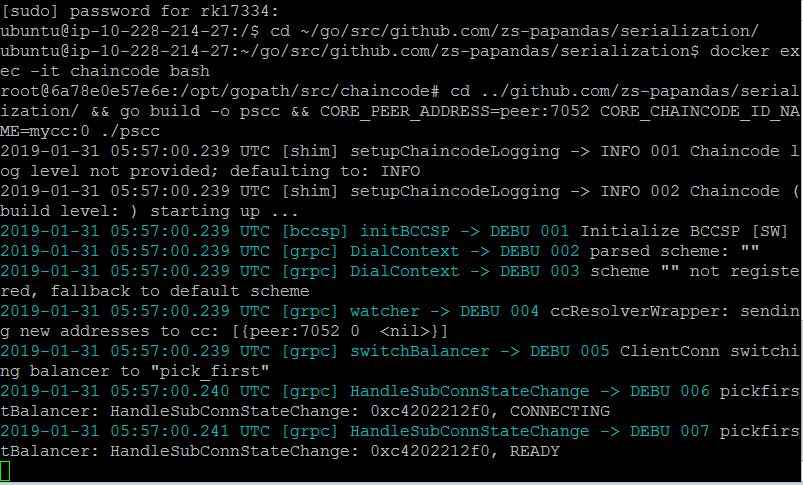 [sudo] password for rk17334:
ubuntu@ip-10-228-214-27:/$ cd ~/go/src/github.com/zs-papandas/serialization/
ubuntu@ip-10-228-214-27:~/go/src/github.com/zs-papandas/serialization$ docker ex
ec -it chaincode bash
root@6a78e0e57e6e:/opt/gopath/src/chaincode# cd ../github.com/zs-papandas/serial
ization/ && go build -o pscc && CORE_PEER_ADDRESS=peer:7052 CORE_CHAINCODE_ID_NA
ME=mycc:0 ./pscc
2019-01-31 05:57:00.239 UTC [shim] setupChaincodeLogging -> INFO 001 Chaincode l
og level not provided; defaulting to: INFO
2019-01-31 05:57:00.239 UTC [shim] setupChaincodeLogging -> INFO 002 Chaincode (
build level: ) starting up ...
2019-01-31 05:57:00.239 UTC [bccsp] initBCCSP -> DEBU 001 Initialize BCCSP [SW]
2019-01-31 05:57:00.239 UTC [grpc] DialContext -> DEBU 002 parsed scheme: ""
2019-01-31 05:57:00.239 UTC [grpc] DialContext -> DEBU 003 scheme "" not registe
red, fallback to default scheme
2019-01-31 05:57:00.239 UTC [grpc] watcher -> DEBU 004 ccResolverWrapper: sendin
g new addresses to cc: [{peer:7052 0  <nil>}]
2019-01-31 05:57:00.239 UTC [grpc] switchBalancer -> DEBU 005 ClientConn switchi
ng balancer to "pick_first"
2019-01-31 05:57:00.240 UTC [grpc] HandleSubConnStateChange -> DEBU 006 pickfirs
tBalancer: HandleSubConnStateChange: 0xc4202212f0, CONNECTING
2019-01-31 05:57:00.241 UTC [grpc] HandleSubConnStateChange -> DEBU 007 pickfirs
tBalancer: HandleSubConnStateChange: 0xc4202212f0, READY